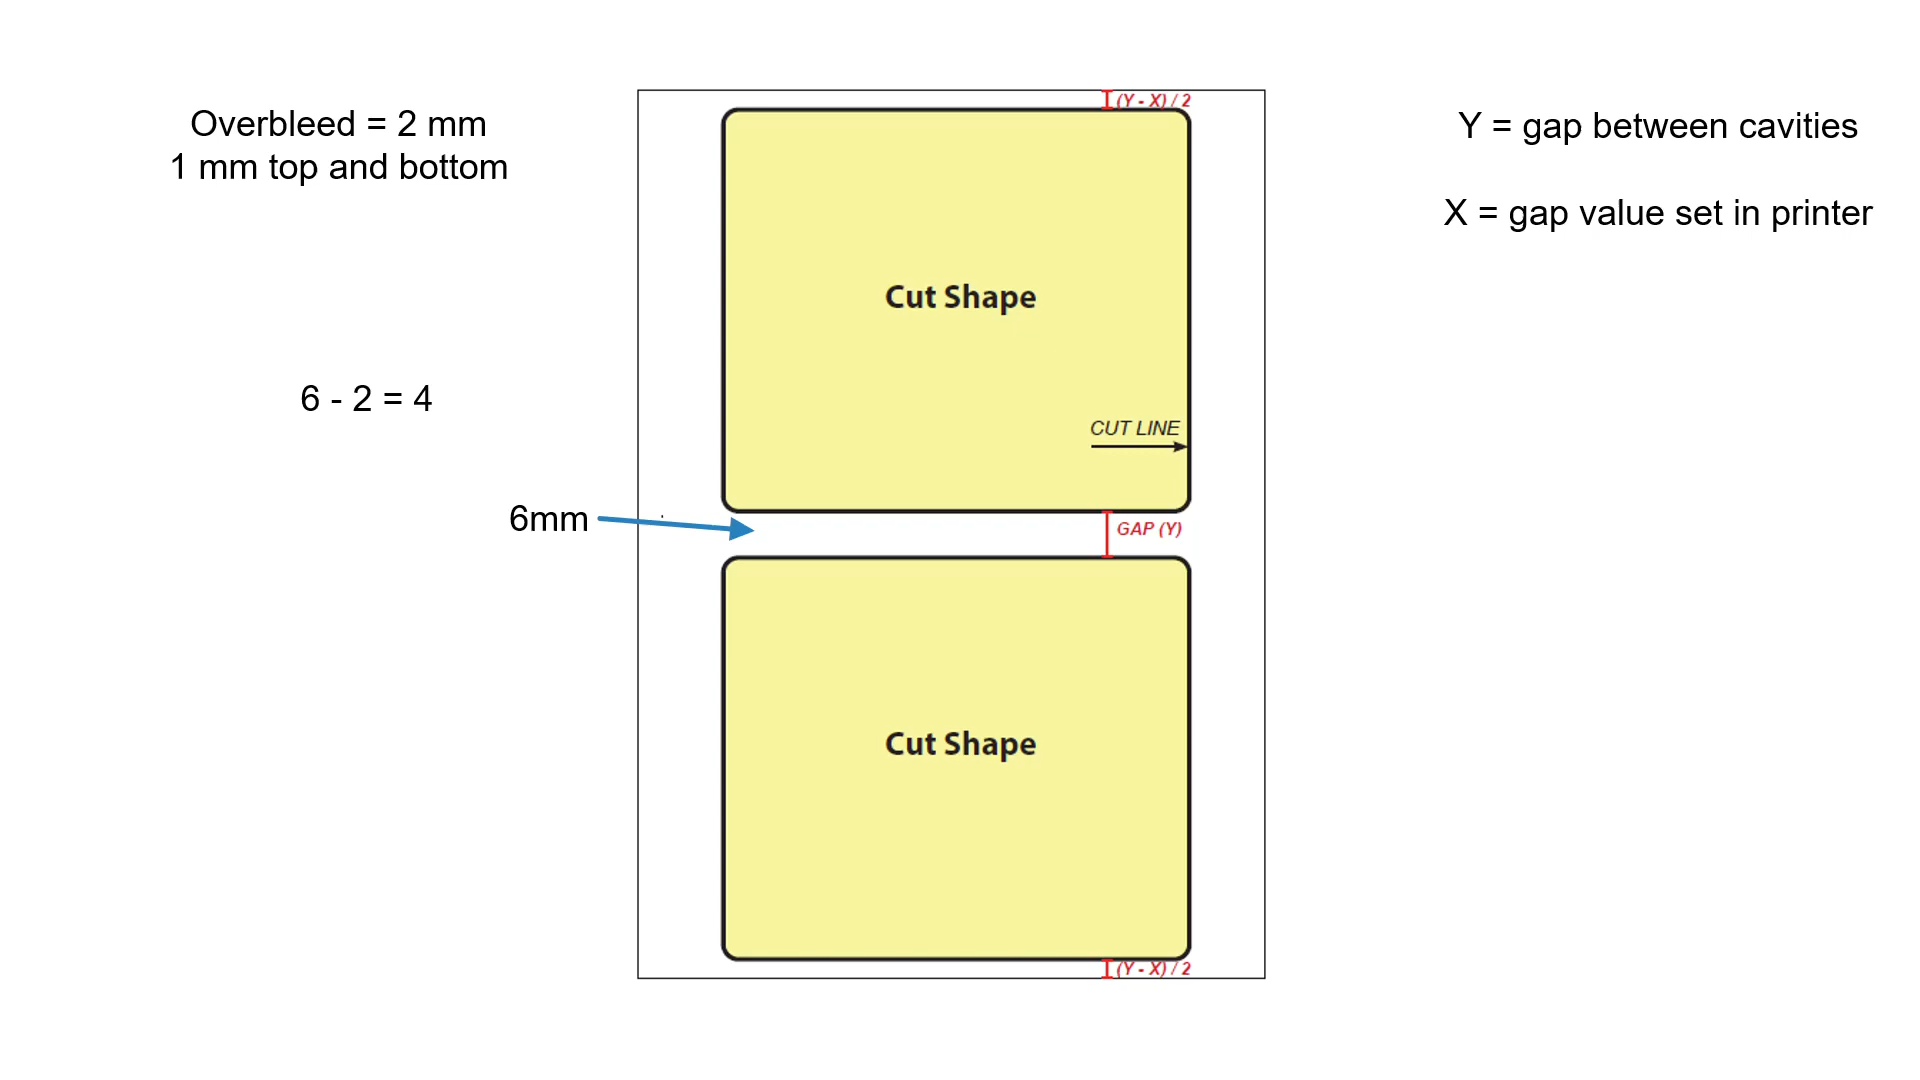 Overbleed = 2 mm
1 mm top and bottom
6 - 2 = 4
6mm
(Y - X) / 2
Cut Shape
CUT LINE
GAP (Y)
Cut Shape
(Y - X) / 2
Y = gap between cavities
X = gap value set in printer